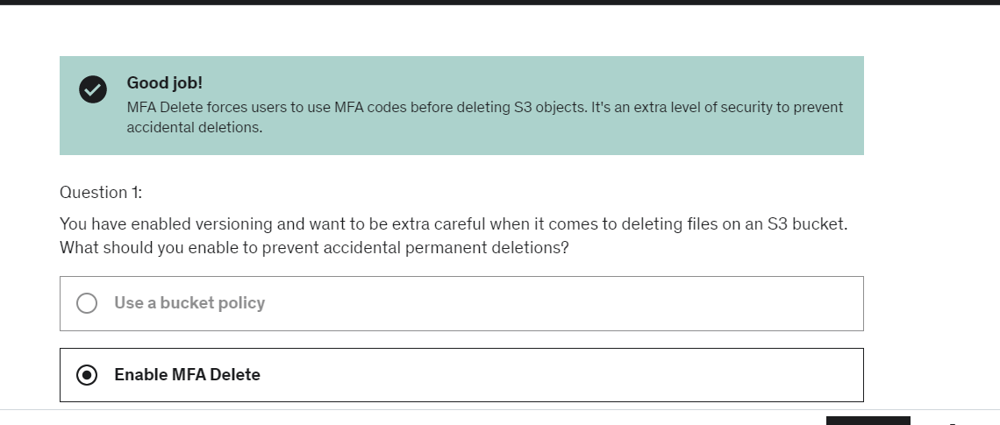 Good job!
MFA Delete forces users to use MFA codes before deleting S3 objects. It's an extra level of security to prevent
accidental deletions.
Question 1:
You have enabled versioning and want to be extra careful when it comes to deleting files on an S3 bucket.
What should you enable to prevent accidental permanent deletions?
Use a bucket policy
Enable MFA Delete